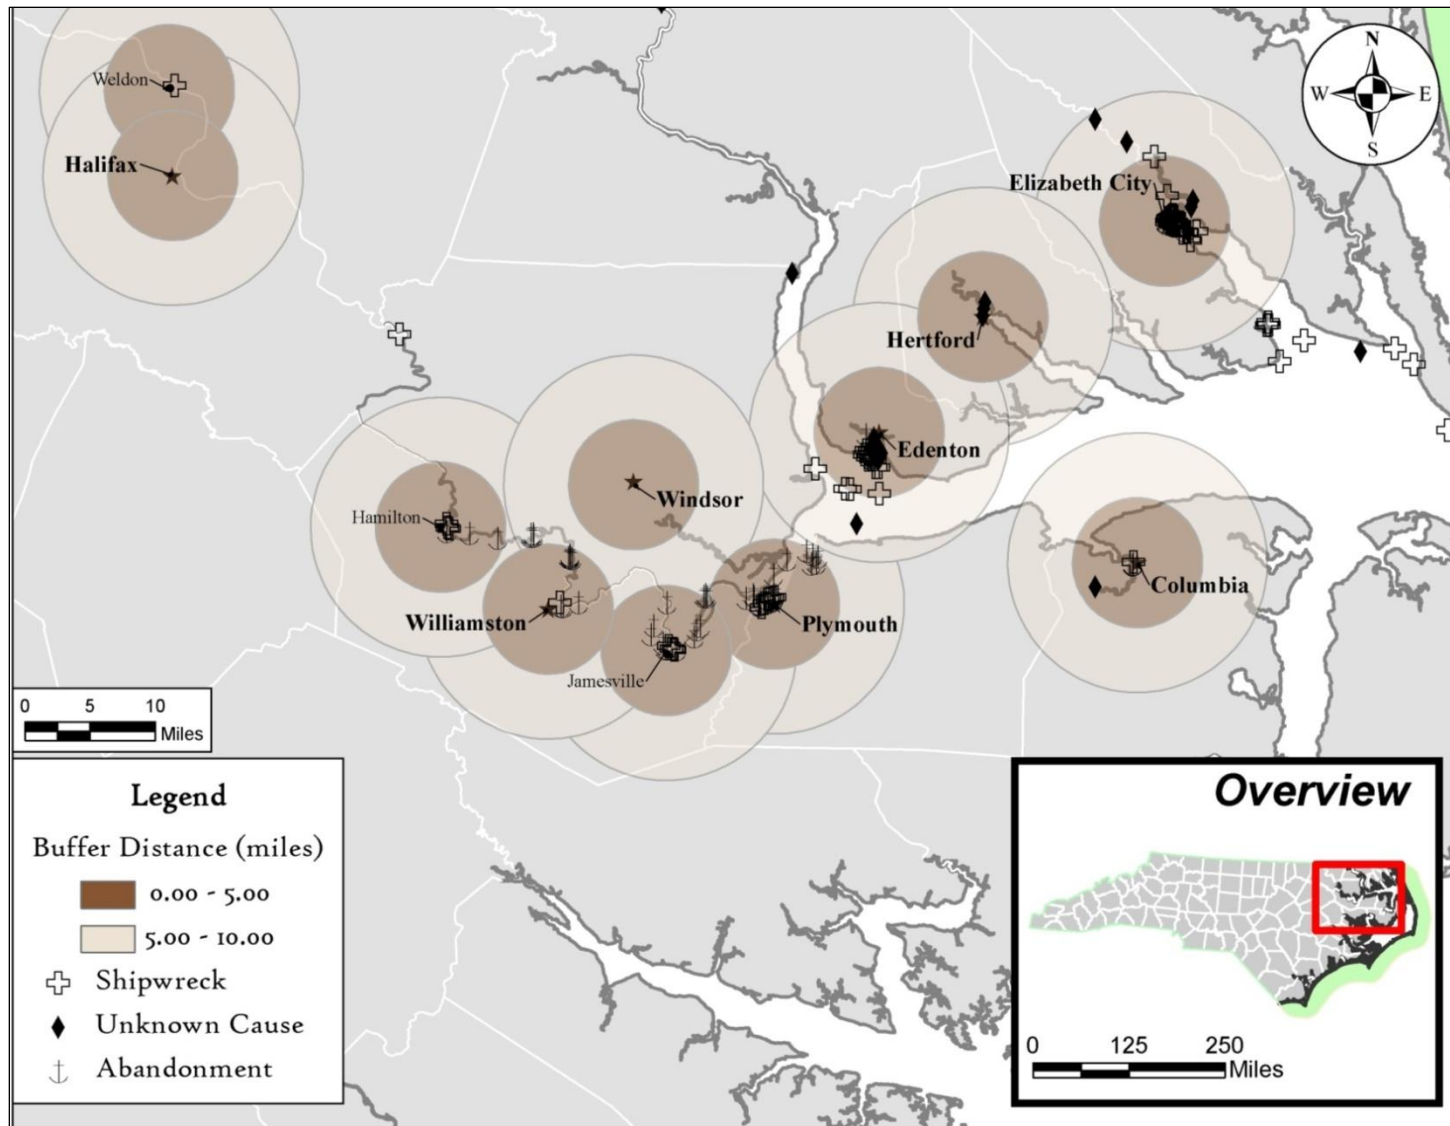 N
W E
S
Weldon
Halifax
Elizabeth City
Hertford
Edenton
Windsor
Hamilton
Columbia
Williamston
Plymouth
Jamesville
0 5 10
Miles
Legend
Buffer Distance (miles)
0.00 - 5.00
5.00 - 10.00
Shipwreck
Unknown Cause
Abandonment
Overview
0 125 250
Miles